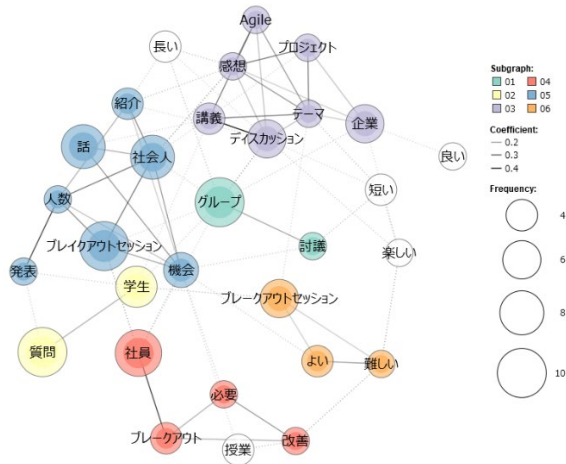 Agile
長い
プロジェクト
感想
紹介
講義
テーマ
企業
話
ディスカッション
社会人
良い
人数
グループ
短い
ブレイクアウトセッション
討議
楽しい
発表
機会
学生
ブレークアウトセッション
質問
社員
よい
難しい
必要
ブレークアウト
授業
改善
Subgraph:
01 04
02 05
03 06
Coefficient:
0.2
0.3
0.4
Frequency:
4
6
8
10